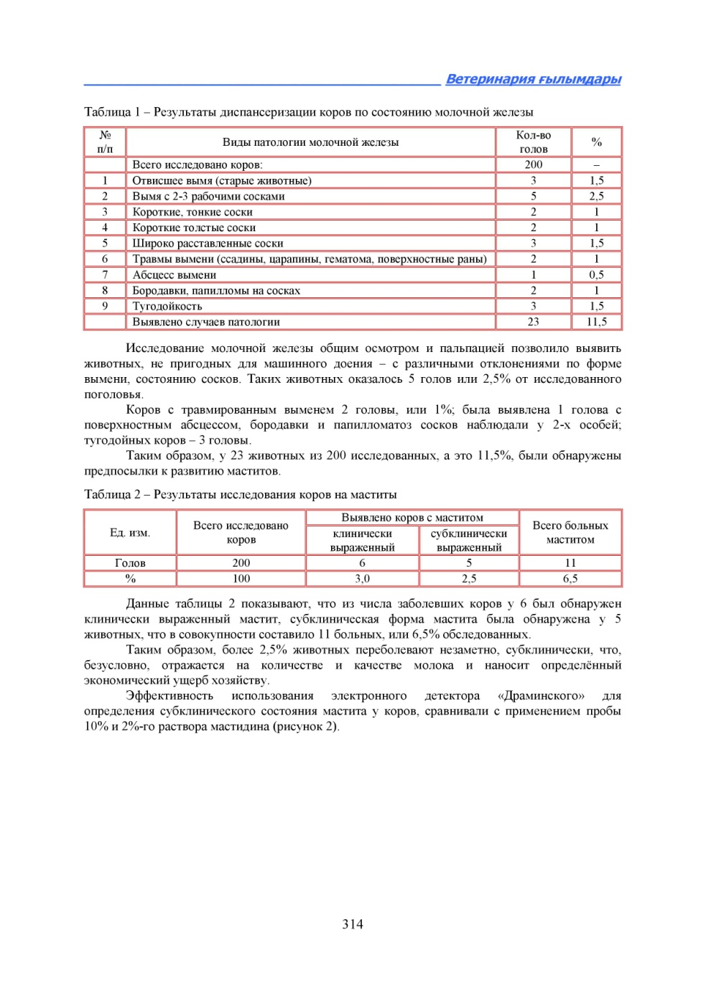 Ветеринария ғылымдары
Таблица 1 – Результаты диспансеризации коров по состоянию молочной железы
№ п/п Виды патологии молочной железы Кол-во голов %
Всего исследовано коров: 200 –
1 Отвисшее вымя (старые животные) 3 1,5
2 Вымя с 2-3 рабочими сосками 5 2,5
3 Короткие, тонкие соски 2 1
4 Короткие толстые соски 2 1
5 Широко расставленные соски 3 1,5
6 Травмы вымени (ссадины, царапины, гематома, поверхностные раны) 2 1
7 Абсцесс вымени 1 0,5
8 Бородавки, папилломы на сосках 2 1
9 Тугодойкость 3 1,5
Выявлено случаев патологии 23 11,5
Исследование молочной железы общим осмотром и пальпацией позволило выявить
животных, не пригодных для машинного доения – с различными отклонениями по форме
вымени, состоянию сосков. Таких животных оказалось 5 голов или 2,5% от исследованного
поголовья.
Коров с травмированным выменем 2 головы, или 1%; была выявлена 1 голова с
поверхностным абсцессом, бородавки и папилломатоз сосков наблюдали у 2-х особей;
тугодойных коров – 3 головы.
Таким образом, у 23 животных из 200 исследованных, а это 11,5%, были обнаружены
предпосылки к развитию маститов.
Таблица 2 – Результаты исследования коров на маститы
Ед. изм. Всего исследовано коров Выявлено коров с маститом Всего больных маститом
клинически выраженный субклинически выраженный
Голов 200 6 5 11
% 100 3,0 2,5 6,5
Данные таблицы 2 показывают, что из числа заболевших коров у 6 был обнаружен
клинически выраженный мастит, субклиническая форма мастита была обнаружена у 5
животных, что в совокупности составило 11 больных, или 6,5% обследованных.
Таким образом, более 2,5% животных переболевают незаметно, субклинически, что,
безусловно, отражается на количестве и качестве молока и наносит определённый
экономический ущерб хозяйству.
Эффективность использования электронного детектора «Драминского» для
определения субклинического состояния мастита у коров, сравнивали с применением пробы
10% и 2%-го раствора мастидина (рисунок 2).
314